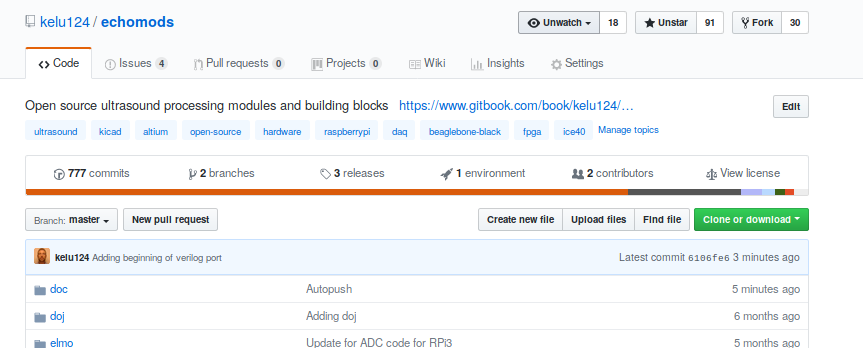 kelu124 / echomods Unwatch 18 Unstar 91 Fork 30
Code Issues 4 Pull requests 0 Projects 0 Wiki Insights Settings
Open source ultrasound processing modules and building blocks https://www.gitbook.com/book/kelu124/… Edit
ultrasound kicad altium open-source hardware raspberrypi daq beaglebone-black fpga ice40 Manage topics
777 commits 2 branches 3 releases 1 environment 2 contributors View license
Branch: master New pull request Create new file Upload files Find file Clone or download
kelu124 Adding beginning of verilog port Latest commit 6106fe6 3 minutes ago
doc Autopush 5 minutes ago
doj Adding doj 6 months ago
elmo Update for ADC code for RPi3 5 months ago